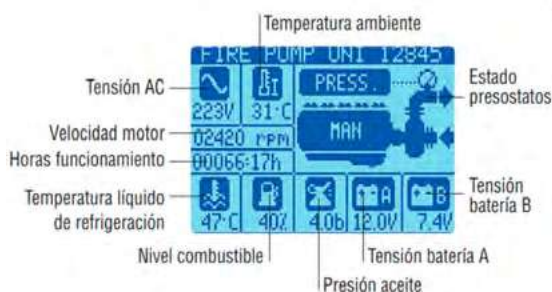 Temperatura ambiente
FIRE PUMP UNI 12845
Tensión AC
PRESS.
Estado
presostatos
223V 31°C
Velocidad motor
02420 rpm
MAN
Horas funcionamiento
00066:17h
Temperatura líquido
de refrigeración
A
B
Tensión
batería B
47°C 40% 4.0b 12.0V 7.4V
Nivel combustible
Tensión batería A
Presión aceite